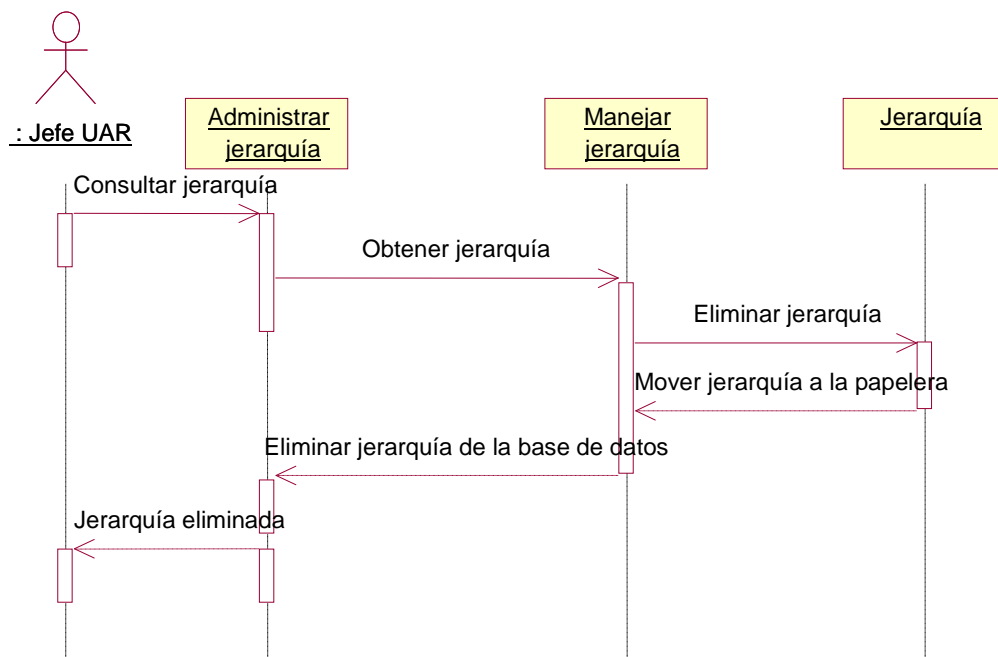 : Jefe UAR
Administrar
jerarquía
Manejar
jerarquía
Jerarquía
Consultar jerarquía
Obtener jerarquía
Eliminar jerarquía
Mover jerarquía a la papelera
Eliminar jerarquía de la base de datos
Jerarquía eliminada